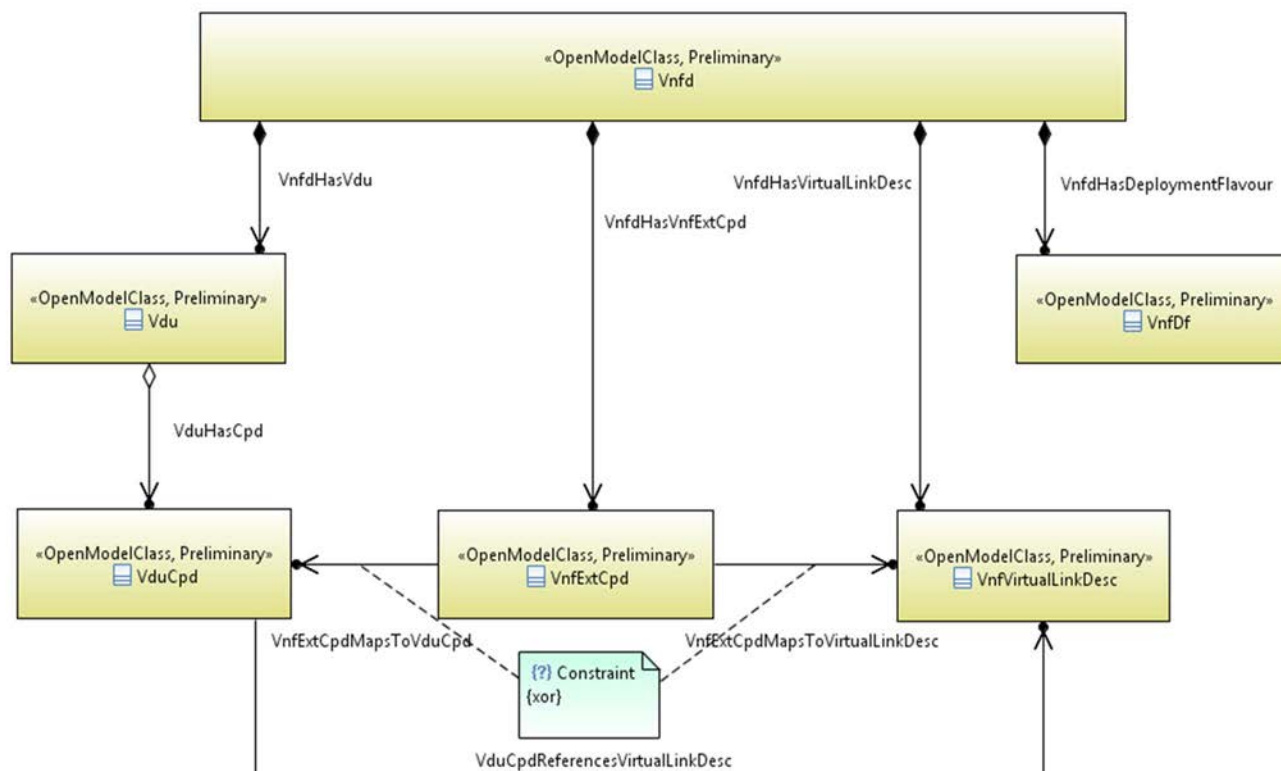 «OpenModelClass, Preliminary»
Vnfd
VnfdHasVdu
VnfdHasVirtualLinkDesc
VnfdHasDeploymentFlavour
VnfdHasVnfExtCpd
«OpenModelClass, Preliminary»
Vdu
«OpenModelClass, Preliminary»
VnfDf
VduHasCpd
«OpenModelClass, Preliminary»
VduCpd
«OpenModelClass, Preliminary»
VnfExtCpd
«OpenModelClass, Preliminary»
VnfVirtualLinkDesc
VnfExtCpdMapsToVduCpd
VnfExtCpdMapsToVirtualLinkDesc
{?} Constraint
{xor}
VduCpdReferencesVirtualLinkDesc